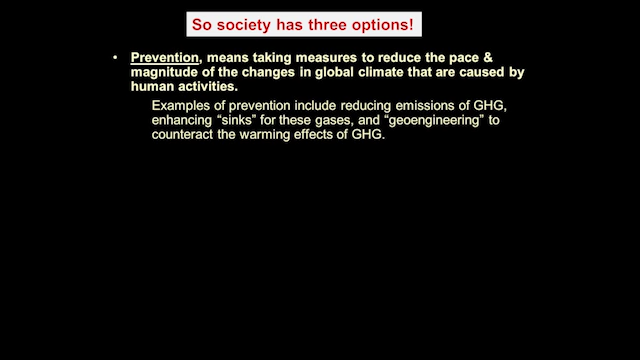 So society has three options!
• Prevention, means taking measures to reduce the pace &
magnitude of the changes in global climate that are caused by
human activities.
Examples of prevention include reducing emissions of GHG,
enhancing “sinks” for these gases, and “geoengineering” to
counteract the warming effects of GHG.